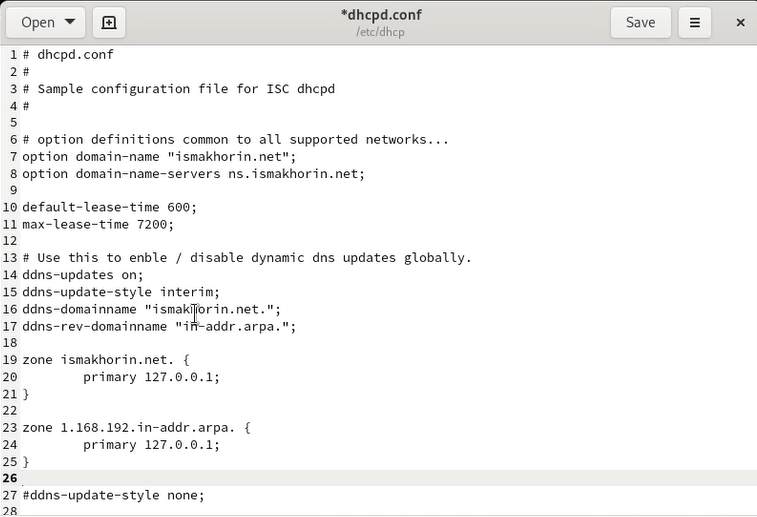 Open
*dhcpd.conf
/etc/dhcp
Save
1 # dhcpd.conf
2 #
3 # Sample configuration file for ISC dhcpd
4 #
5
6 # option definitions common to all supported networks...
7 option domain-name "ismakhorin.net";
8 option domain-name-servers ns.ismakhorin.net;
9
10 default-lease-time 600;
11 max-lease-time 7200;
12
13 # Use this to enble / disable dynamic dns updates globally.
14 ddns-updates on;
15 ddns-update-style interim;
16 ddns-domainname "ismakhorin.net.";
17 ddns-rev-domainname "in-addr.arpa.";
18
19 zone ismakhorin.net. {
20 primary 127.0.0.1;
21 }
22
23 zone 1.168.192.in-addr.arpa. {
24 primary 127.0.0.1;
25 }
26
27 #ddns-update-style none;
28